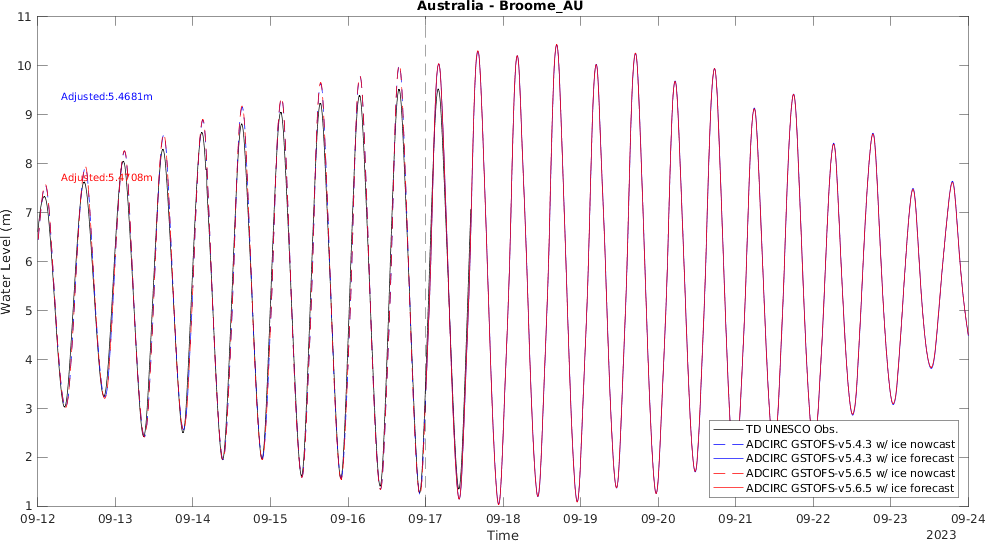 Australia - Broome_AU
11
10
9
8
7
6
5
4
3
2
1
Water Level (m)
Adjusted:5.4681m
Adjusted:5.4708m
TD UNESCO Obs.
ADCIRC GSTOFS-v5.4.3 w/ ice nowcast
ADCIRC GSTOFS-v5.4.3 w/ ice forecast
ADCIRC GSTOFS-v5.6.5 w/ ice nowcast
ADCIRC GSTOFS-v5.6.5 w/ ice forecast
09-12 09-13 09-14 09-15 09-16 09-17 09-18 09-19 09-20 09-21 09-22 09-23 09-24
Time
2023